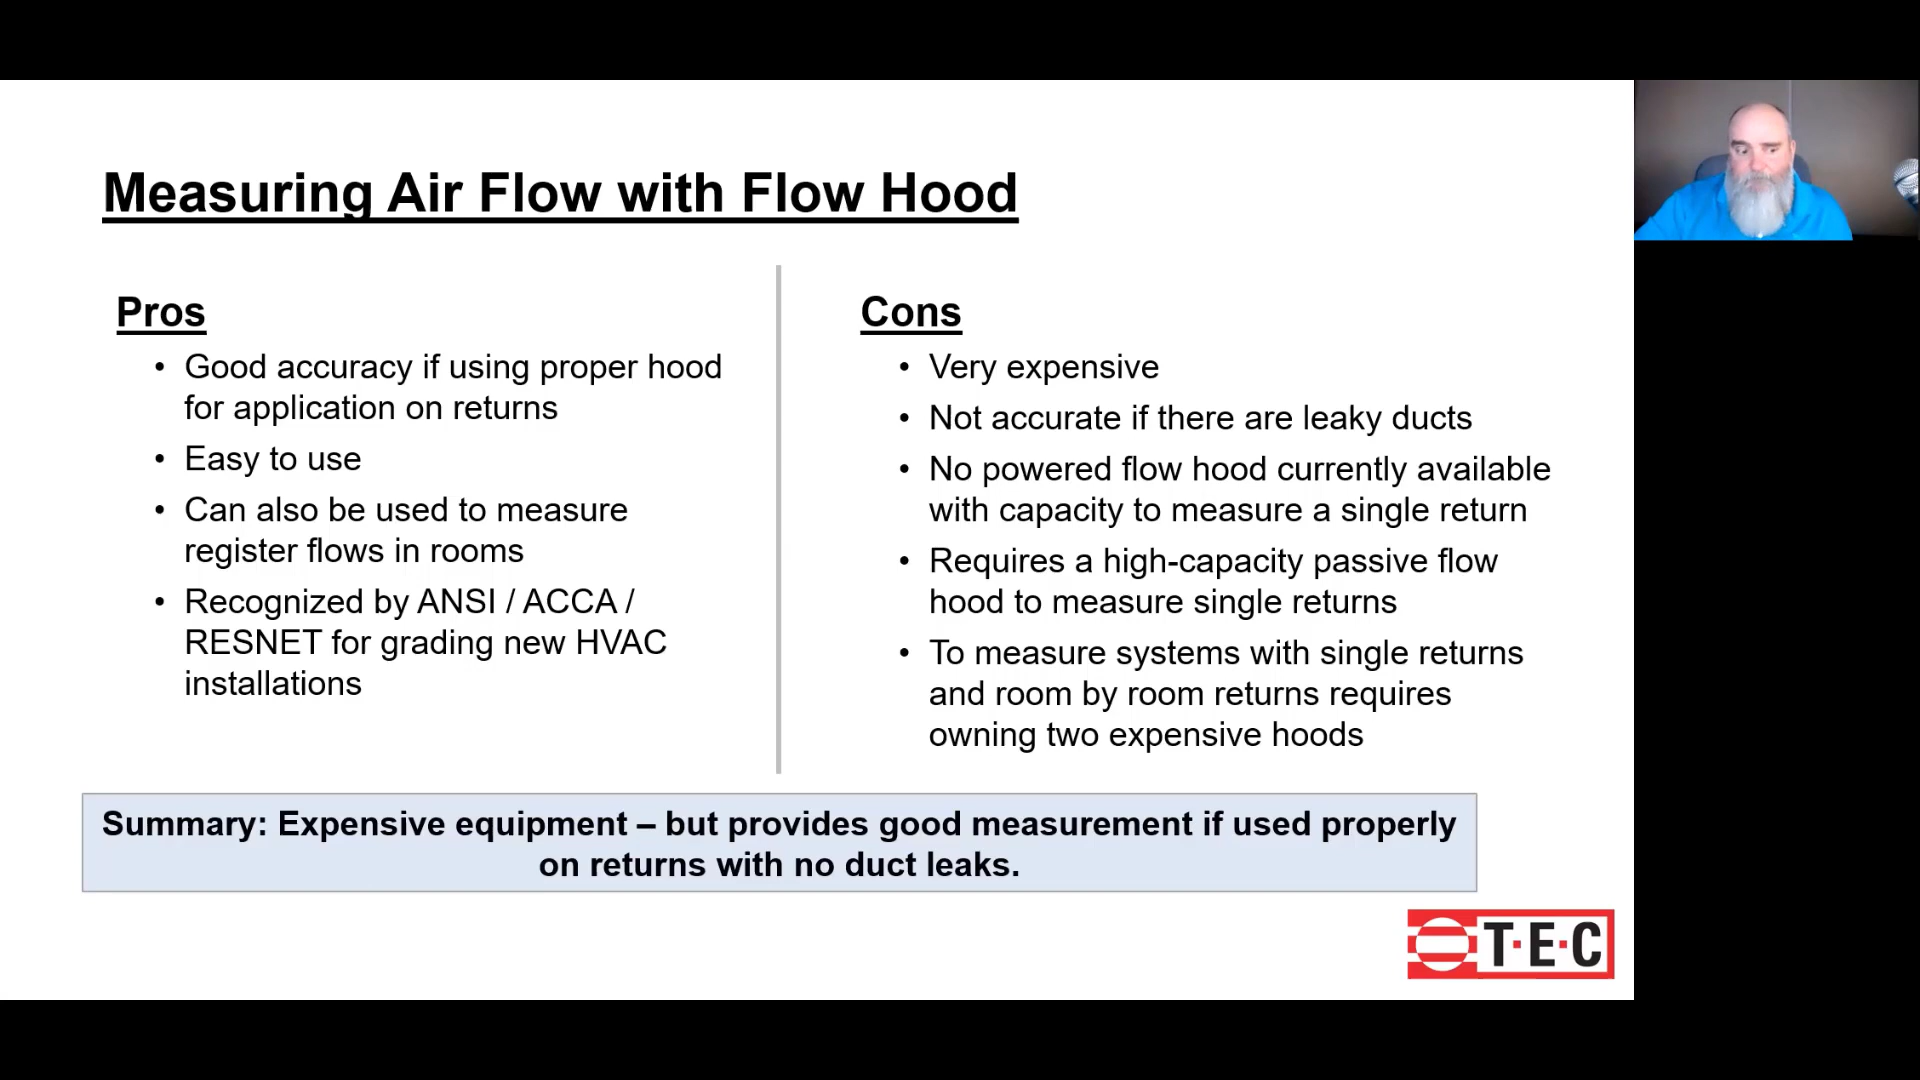 Measuring Air Flow with Flow Hood
Pros
• Good accuracy if using proper hood
for application on returns
• Easy to use
• Can also be used to measure
register flows in rooms
• Recognized by ANSI / ACCA /
RESNET for grading new HVAC
installations
Cons
• Very expensive
• Not accurate if there are leaky ducts
• No powered flow hood currently available
with capacity to measure a single return
• Requires a high-capacity passive flow
hood to measure single returns
• To measure systems with single returns
and room by room returns requires
owning two expensive hoods
Summary: Expensive equipment – but provides good measurement if used properly
on returns with no duct leaks.
T·E·C